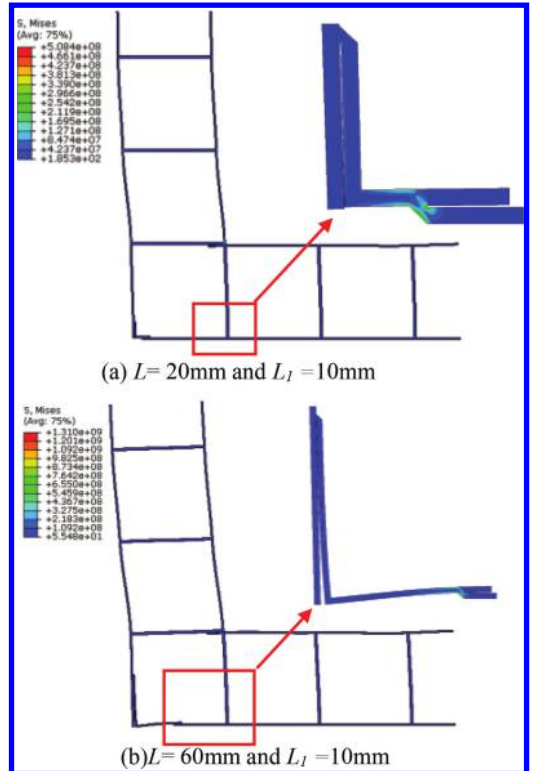 S, Mises
(Avg: 75%)
+5.084e+08
+4.661e+08
+4.237e+08
+3.813e+08
+3.390e+08
+2.966e+08
+2.542e+08
+2.119e+08
+1.695e+08
+1.271e+08
+8.474e+07
+4.237e+07
+1.853e+02
(a) L= 20mm and L₁ =10mm
S, Mises
(Avg: 75%)
+1.310e+09
+1.201e+09
+1.092e+09
+9.825e+08
+8.734e+08
+7.642e+08
+6.550e+08
+5.459e+08
+4.367e+08
+3.275e+08
+2.183e+08
+1.092e+08
+5.548e+01
(b)L= 60mm and L₁ =10mm